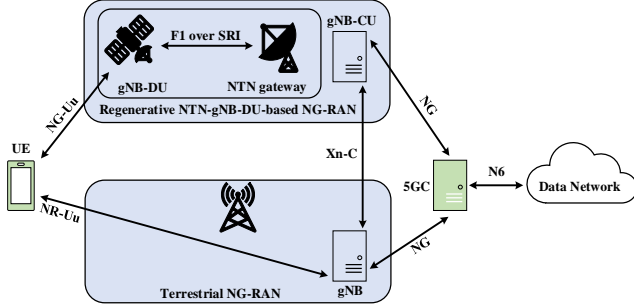 gNB-CU
F1 over SRI
gNB-DU
NTN gateway
Regenerative NTN-gNB-DU-based NG-RAN
NG-Uu
NG
UE
Xn-C
5GC
N6
Data Network
NR-Uu
NG
gNB
Terrestrial NG-RAN